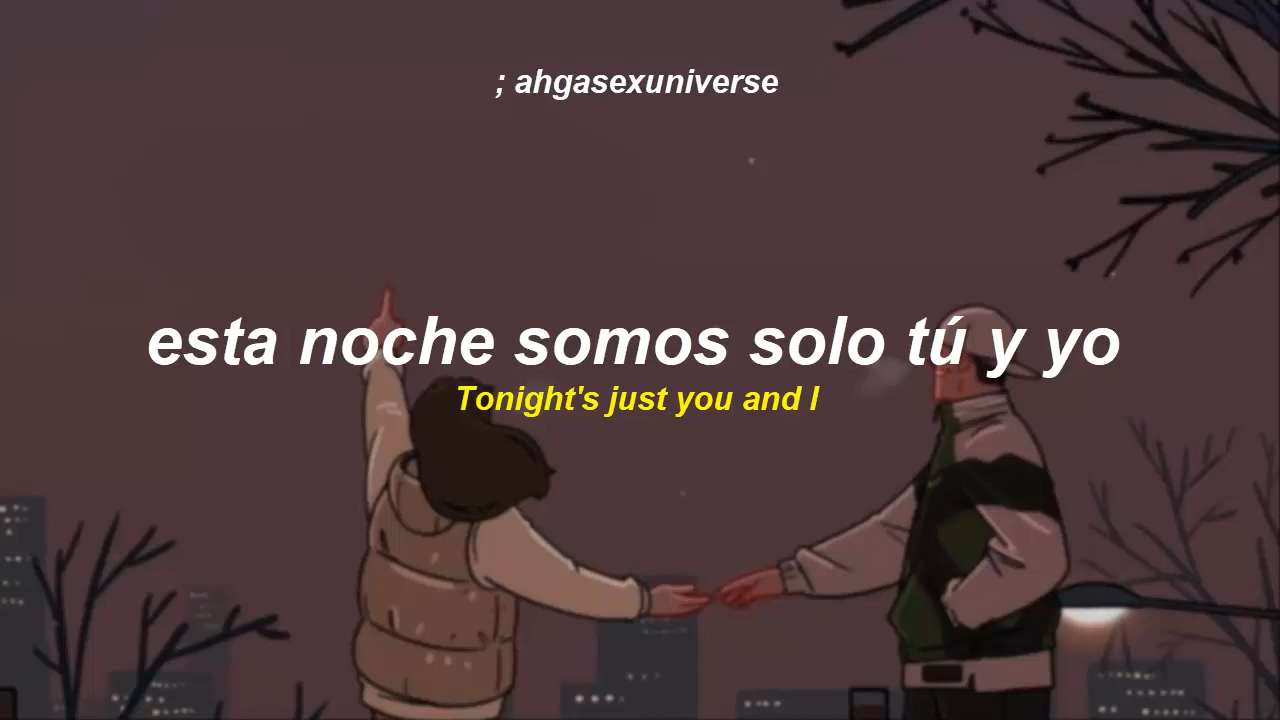 ; ahgasexuniverse
esta noche somos solo tú y yo
Tonight's just you and I